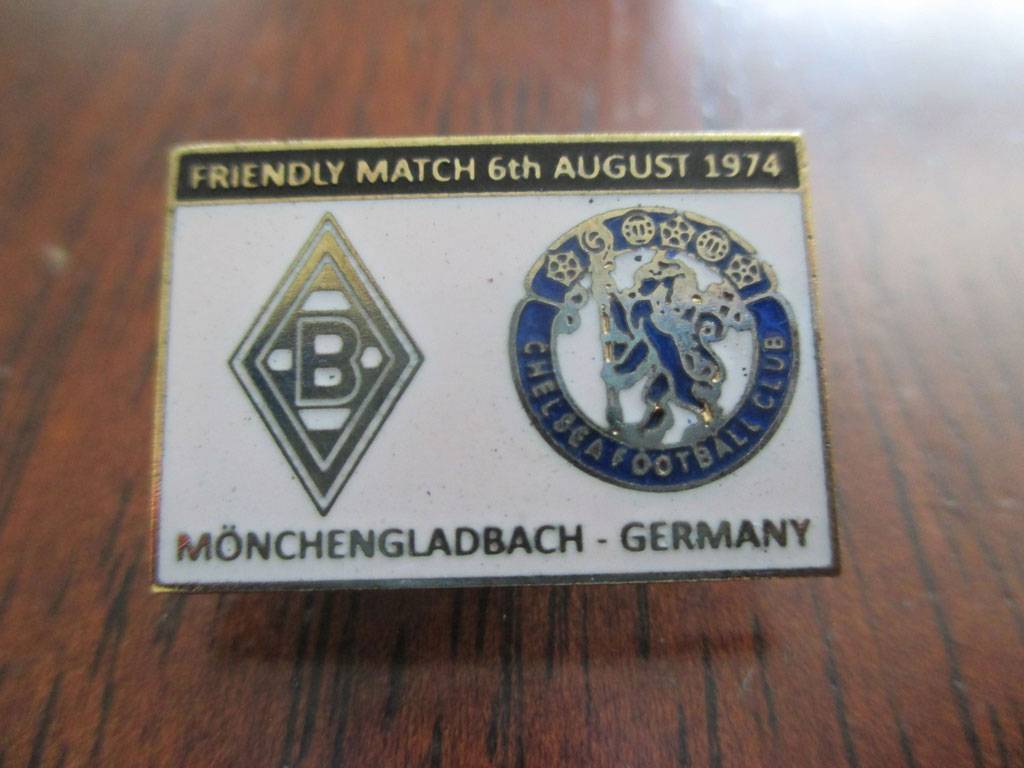 FRIENDLY MATCH 6th AUGUST 1974
B
CHELSEA FOOTBALL CLUB
MÖNCHENGLADBACH - GERMANY